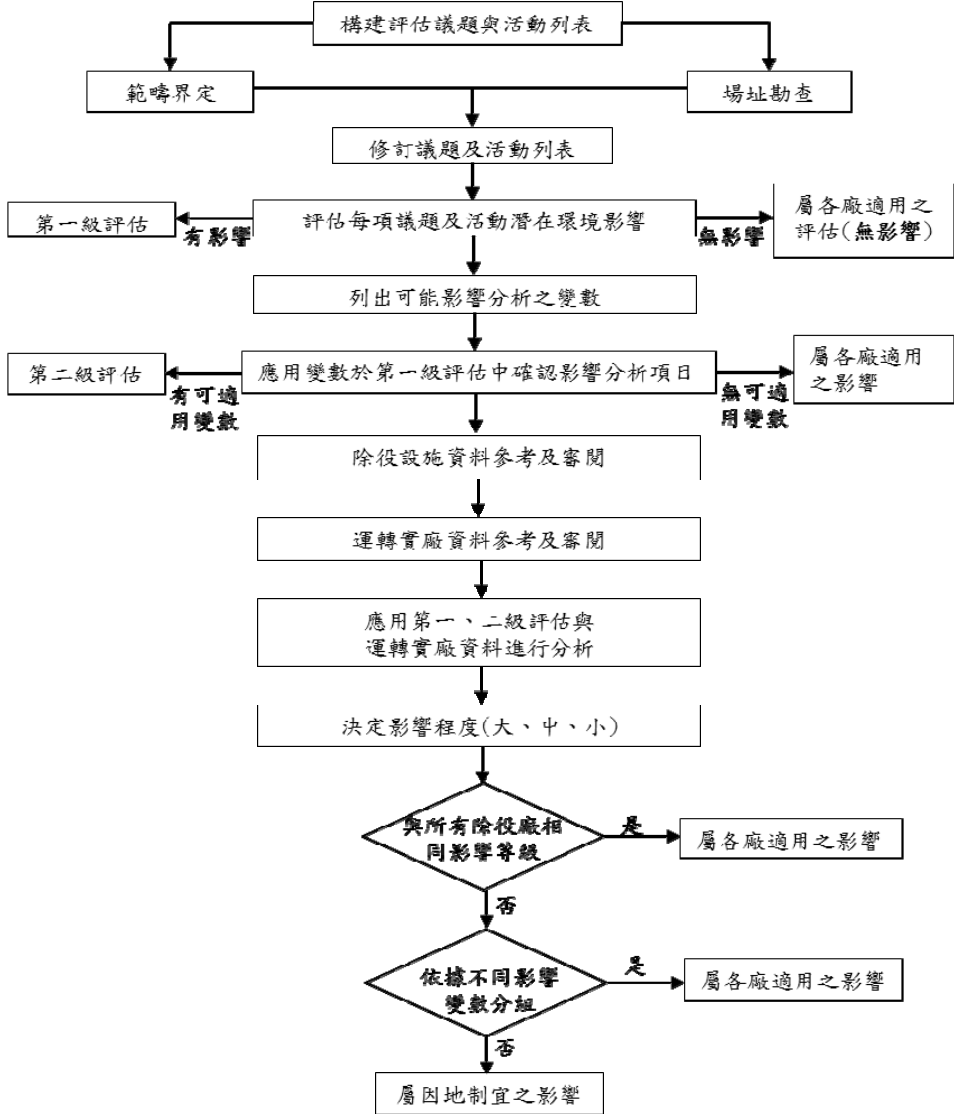 構建評估議題與活動列表
範疇界定
場址勘查
修訂議題及活動列表
第一級評估
有影響
評估每項議題及活動潛在環境影響
無影響
屬各廠適用之
評估(無影響)
列出可能影響分析之變數
第二級評估
有可適
用變數
應用變數於第一級評估中確認影響分析項目
無可適
用變數
屬各廠適用
之影響
除役設施資料參考及審閱
運轉實廠資料參考及審閱
應用第一、二級評估與
運轉實廠資料進行分析
決定影響程度(大、中、小)
與所有除役廠相
同影響等級
是
屬各廠適用之影響
否
依據不同影響
變數分組
是
屬各廠適用之影響
否
屬因地制宜之影響